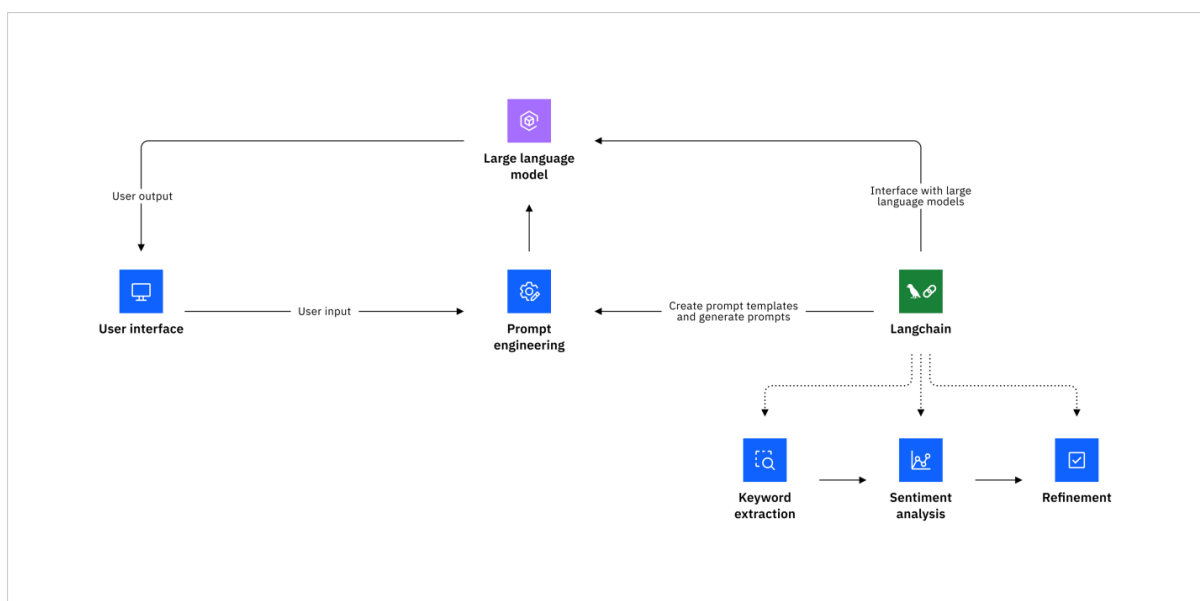 Large language
model
User output
Interface with large
language models
User interface
User input
Prompt
engineering
Create prompt templates
and generate prompts
Langchain
Keyword
extraction
Sentiment
analysis
Refinement